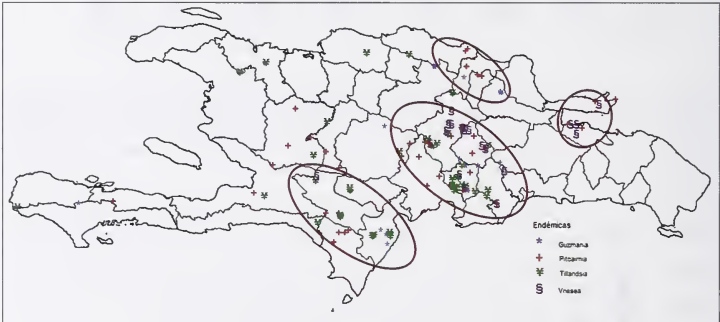 Endémicas
* Guzmania
+ Pitcairnia
¥ Tillandsia
§ Vriesea